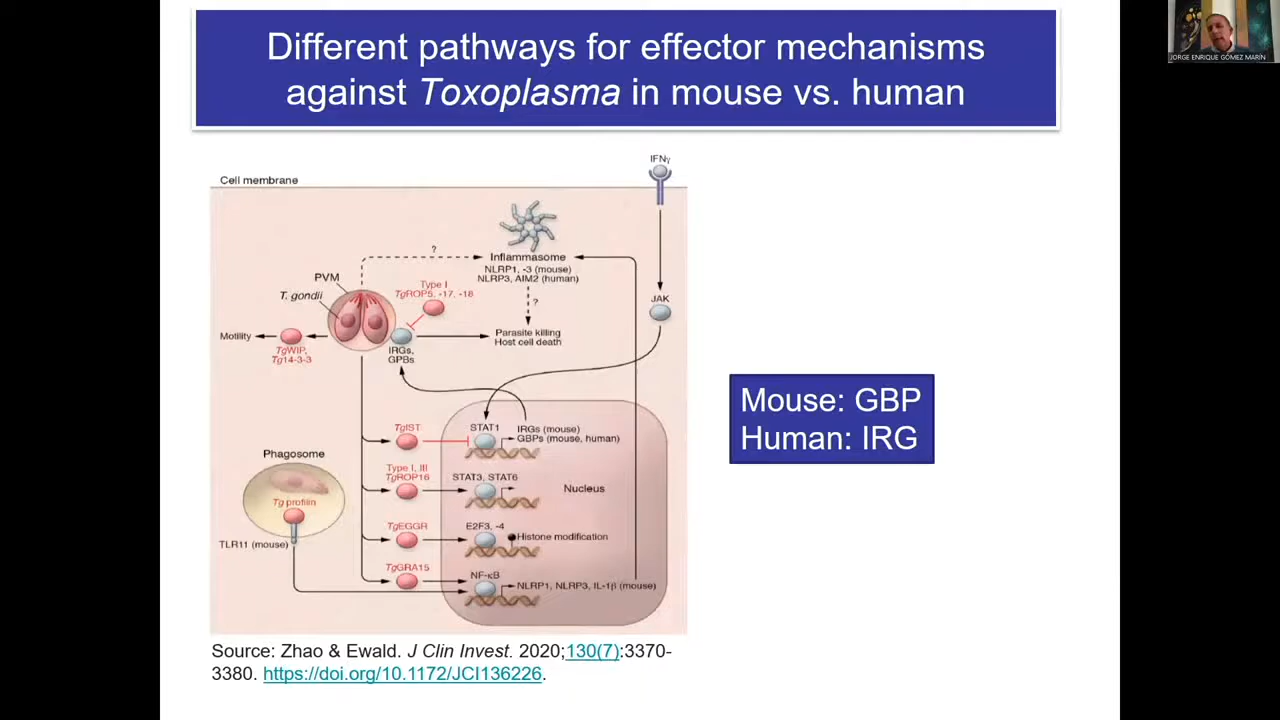 Different pathways for effector mechanisms
against Toxoplasma in mouse vs. human
JORGE ENRIQUE GÓMEZ MARÍN
IFNγ
Cell membrane
?
Inflammasome
NLRP1, -3 (mouse)
NLRP3, AIM2 (human)
PVM
Type I
TgROP5, -17, -18
?
T. gondii
JAK
Motility
Parasite killing
Host cell death
TgWIP,
Tg14-3-3
IRGs,
GPBs
Mouse: GBP
Human: IRG
TgIST
STAT1
IRGs (mouse)
GBPs (mouse, human)
Phagosome
Type I, III
TgROP16
STAT3, STAT6
Nucleus
Tg profilin
TgEGGR
E2F3, -4
Histone modification
TLR11 (mouse)
TgGRA15
NF-κB
NLRP1, NLRP3, IL-1β (mouse)
Source: Zhao & Ewald. J Clin Invest. 2020;130(7):3370-
3380. https://doi.org/10.1172/JCI136226.